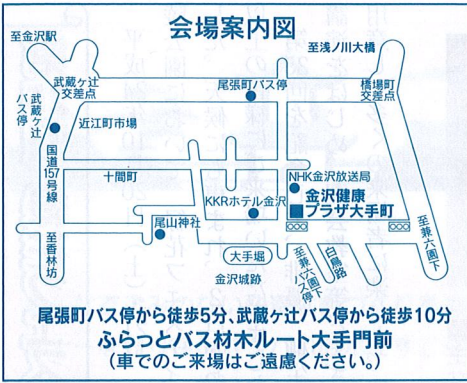 会場案内図
至金沢駅
至浅ノ川大橋
武蔵ヶ辻
交差点
尾張町バス停
橋場町
交差点
武蔵ヶ辻
バス停
近江町市場
国道157号線
十間町
NHK金沢放送局
金沢健康
プラザ大手町
KKRホテル金沢
尾山神社
至香林坊
大手堀
金沢城跡
至兼六園下
バス停
白鳥路
至兼六園下
尾張町バス停から徒歩5分、武蔵ヶ辻バス停から徒歩10分
ふらっとバス材木ルート大手門前
(車でのご来場はご遠慮ください。)